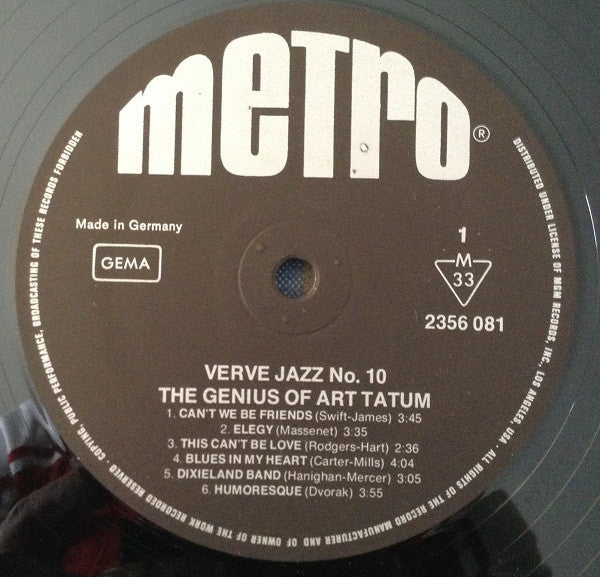 metro®
Made in Germany
GEMA
1
M
33
2356 081
VERVE JAZZ No. 10
THE GENIUS OF ART TATUM
1. CAN'T WE BE FRIENDS (Swift-James) 3:45
2. ELEGY (Massenet) 3:35
3. THIS CAN'T BE LOVE (Rodgers-Hart) 2:36
4. BLUES IN MY HEART (Carter-Mills) 4:04
5. DIXIELAND BAND (Hanighan-Mercer) 3:05
6. HUMORESQUE (Dvorak) 3:55
DISTRIBUTED UNDER LICENSE OF MGM RECORDS, INC. LOS ANGELES/USA. ALL RIGHTS OF THE RECORD MANUFACTURER AND OF OWNER OF THE WORK RECORDED RESERVED. COPYING, PUBLIC PERFORMANCE, BROADCASTING OF THESE RECORDS FORBIDDEN